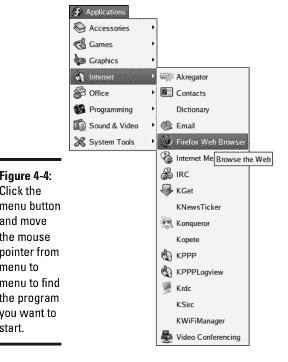 Applications
Accessories
Games
Graphics
Internet
Office
Programming
Sound & Video
System Tools
Akregator
Contacts
Dictionary
Email
Firefox Web Browser
Internet Me
Browse the Web
IRC
KGet
KNewsTicker
Konqueror
Kopete
KPPP
KPPPLogview
Krdc
KSirc
KWiFiManager
Video Conferencing
Figure 4-4:
Click the
menu button
and move
the mouse
pointer from
menu to
menu to find
the program
you want to
start.